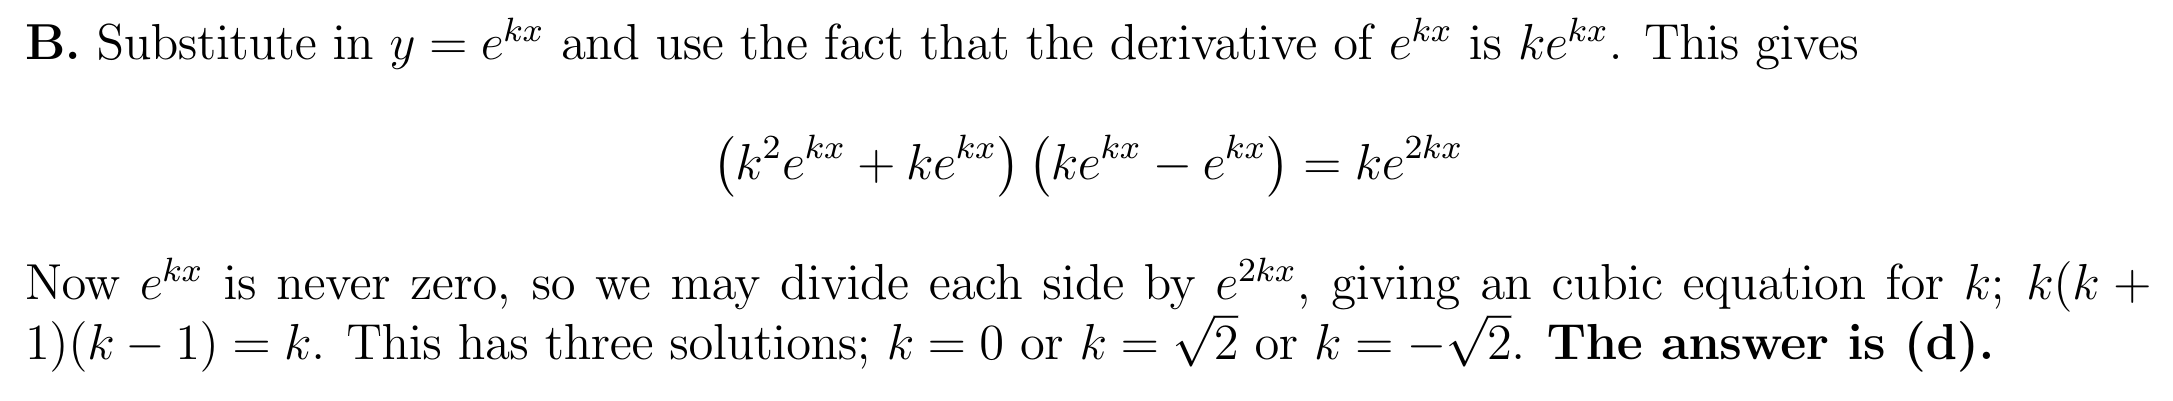 B. Substitute in y = e^{kx} and use the fact that the derivative of e^{kx} is ke^{kx}. This gives
(k^2e^{kx} + ke^{kx}) (ke^{kx} − e^{kx}) = ke^{2kx}
Now e^{kx} is never zero, so we may divide each side by e^{2kx}, giving an cubic equation for k; k(k +
1)(k − 1) = k. This has three solutions; k = 0 or k = √2 or k = −√2. The answer is (d).